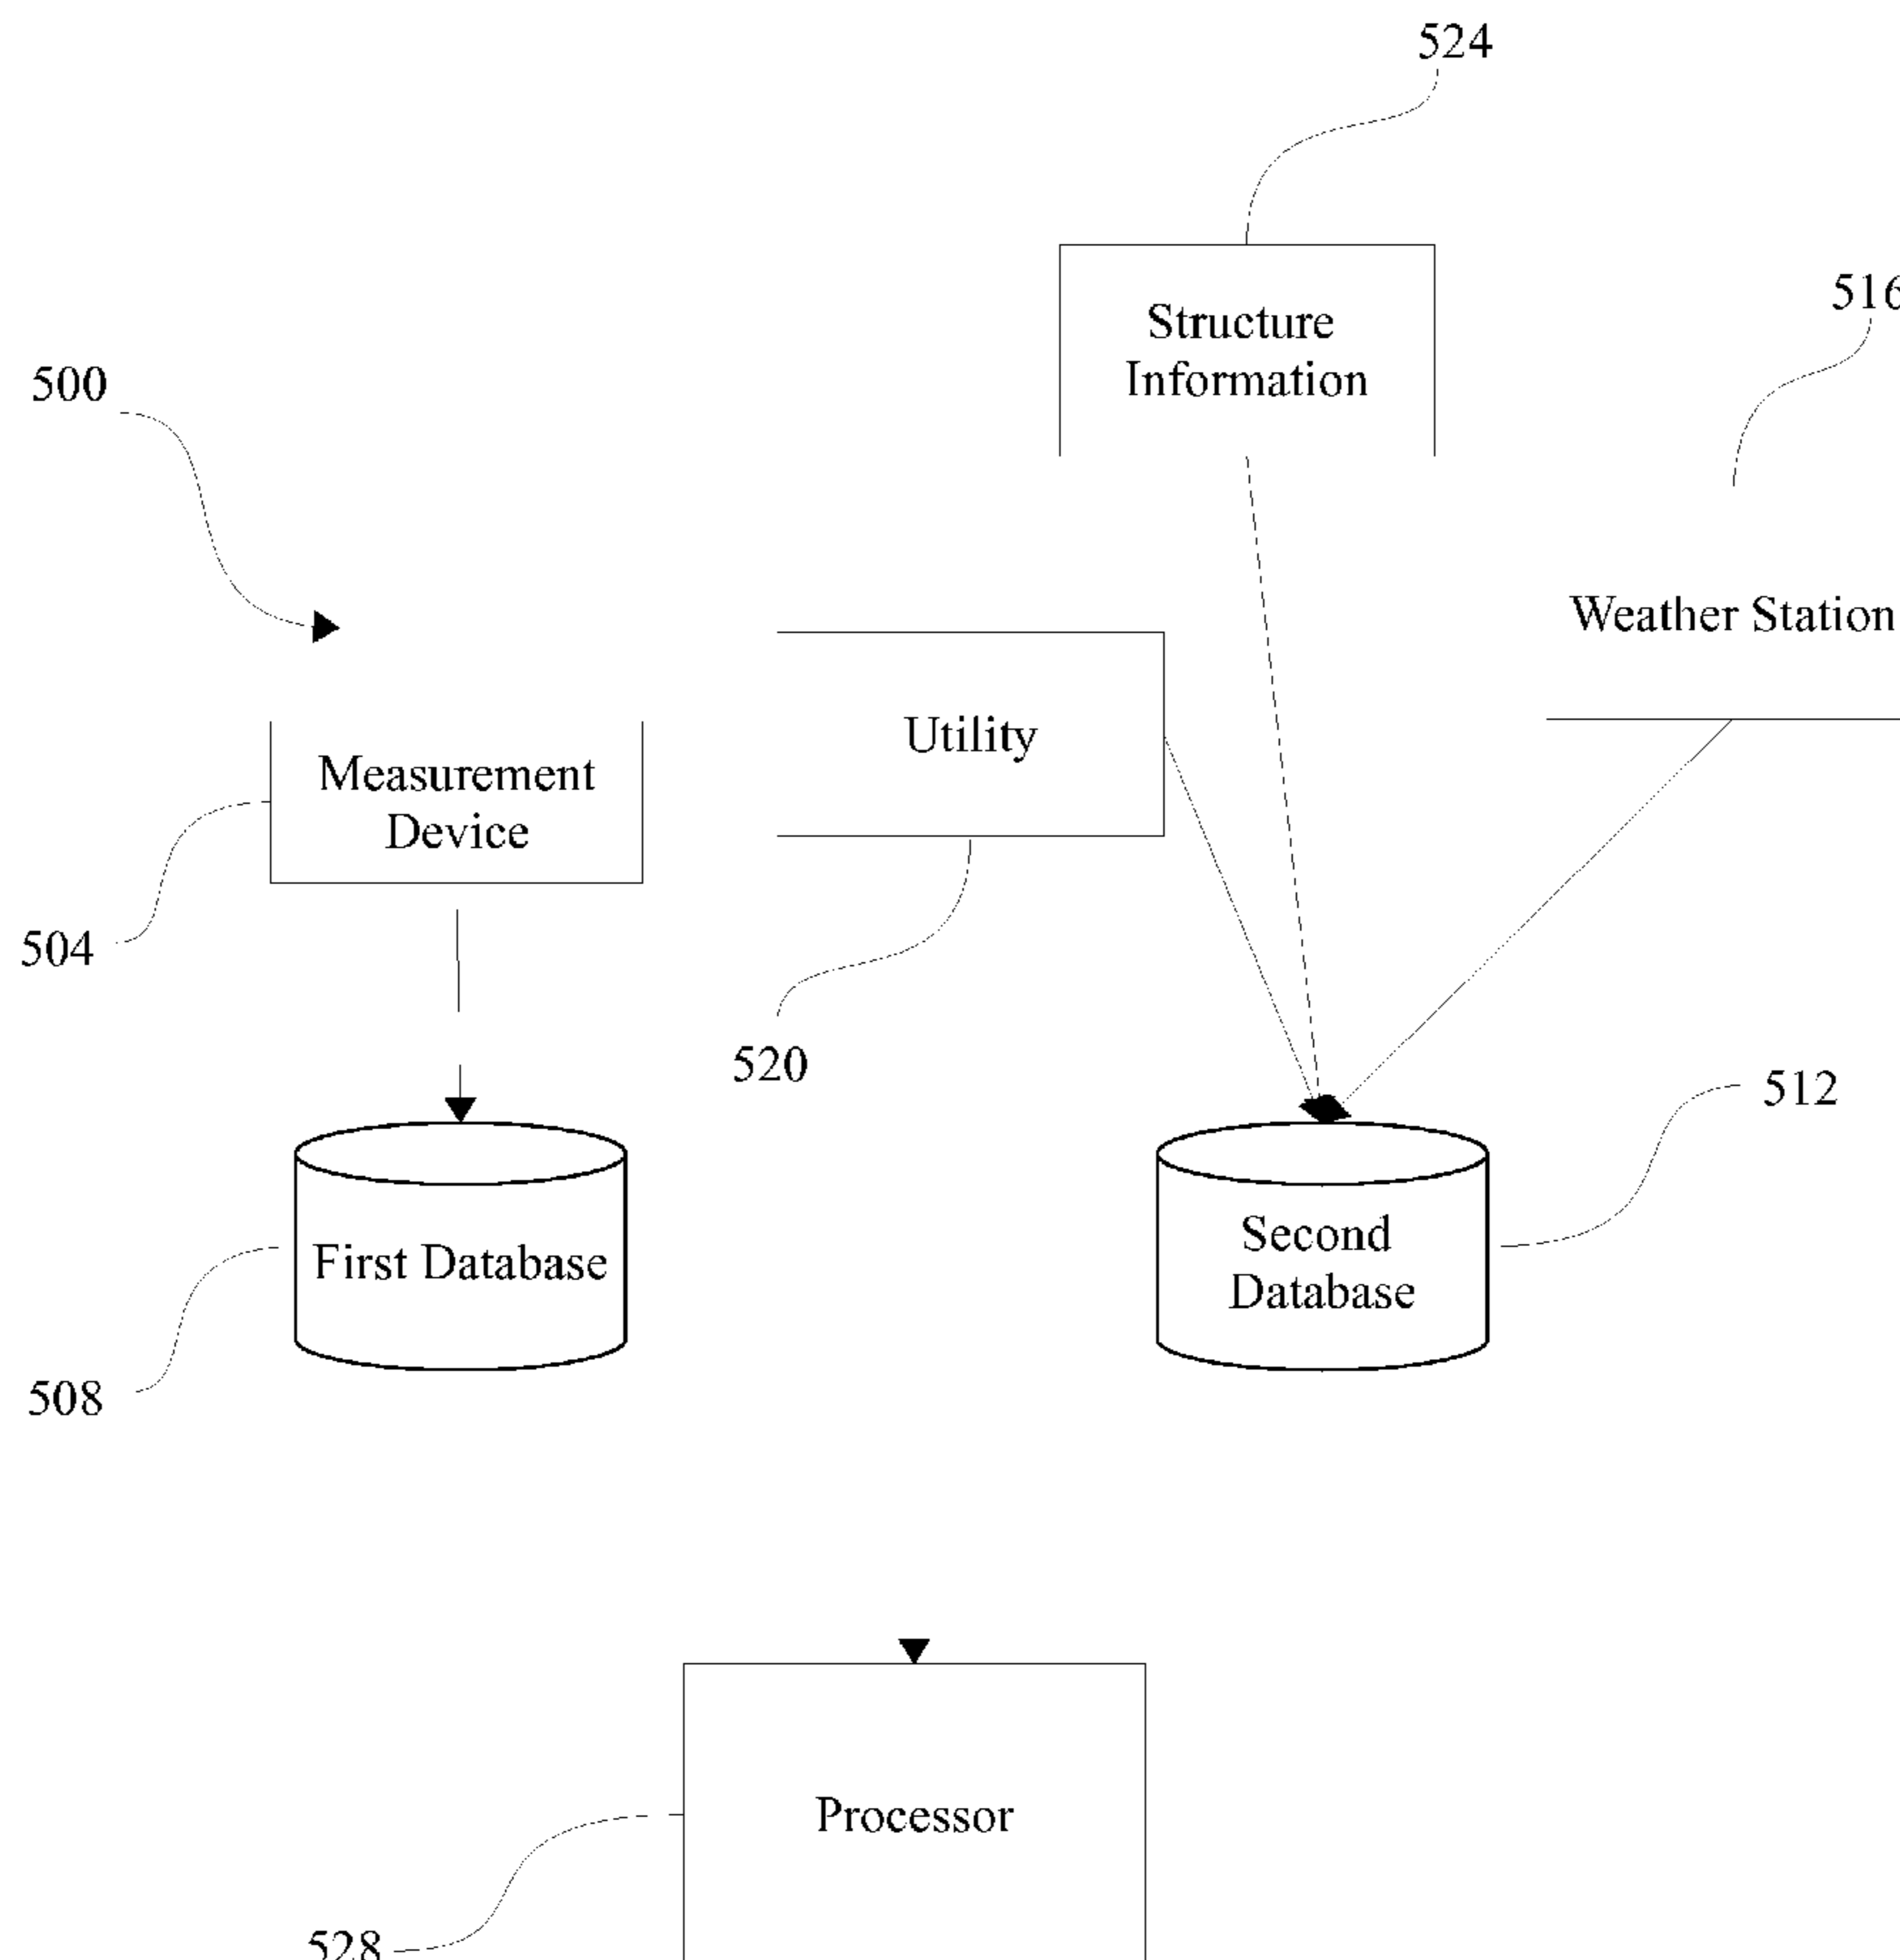 524
516
Structure
Information
500
Weather Station
Utility
Measurement
Device
504
520
512
Second
Database
First Database
508
Processor
528